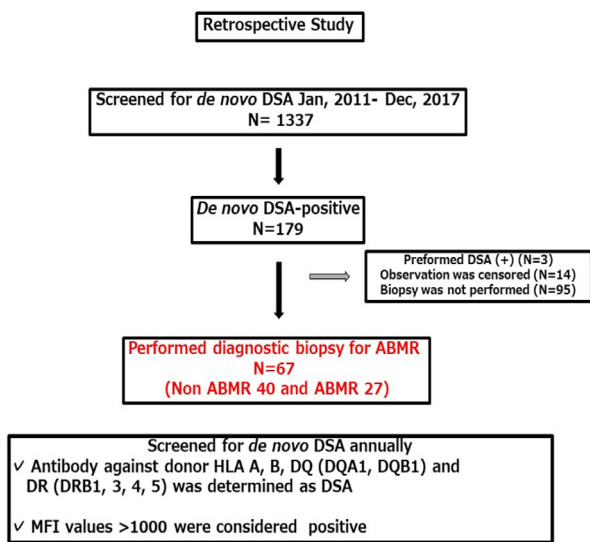 Retrospective Study
Screened for de novo DSA Jan, 2011- Dec, 2017
N= 1337
De novo DSA-positive
N=179
Preformed DSA (+) (N=3)
Observation was censored (N=14)
Biopsy was not performed (N=95)
Performed diagnostic biopsy for ABMR
N=67
(Non ABMR 40 and ABMR 27)
Screened for de novo DSA annually
✓ Antibody against donor HLA A, B, DQ (DQA1, DQB1) and
DR (DRB1, 3, 4, 5) was determined as DSA
✓ MFI values >1000 were considered positive